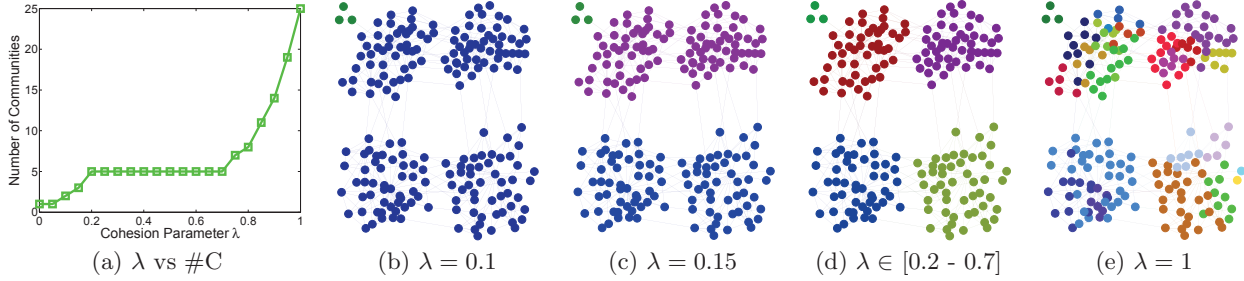 Number of Communities
25
20
15
10
5
0
0
0.2
0.4
0.6
0.8
1
Cohesion Parameter λ
(a) λ vs #C
(b) λ = 0.1
(c) λ = 0.15
(d) λ ∈ [0.2 - 0.7]
(e) λ = 1